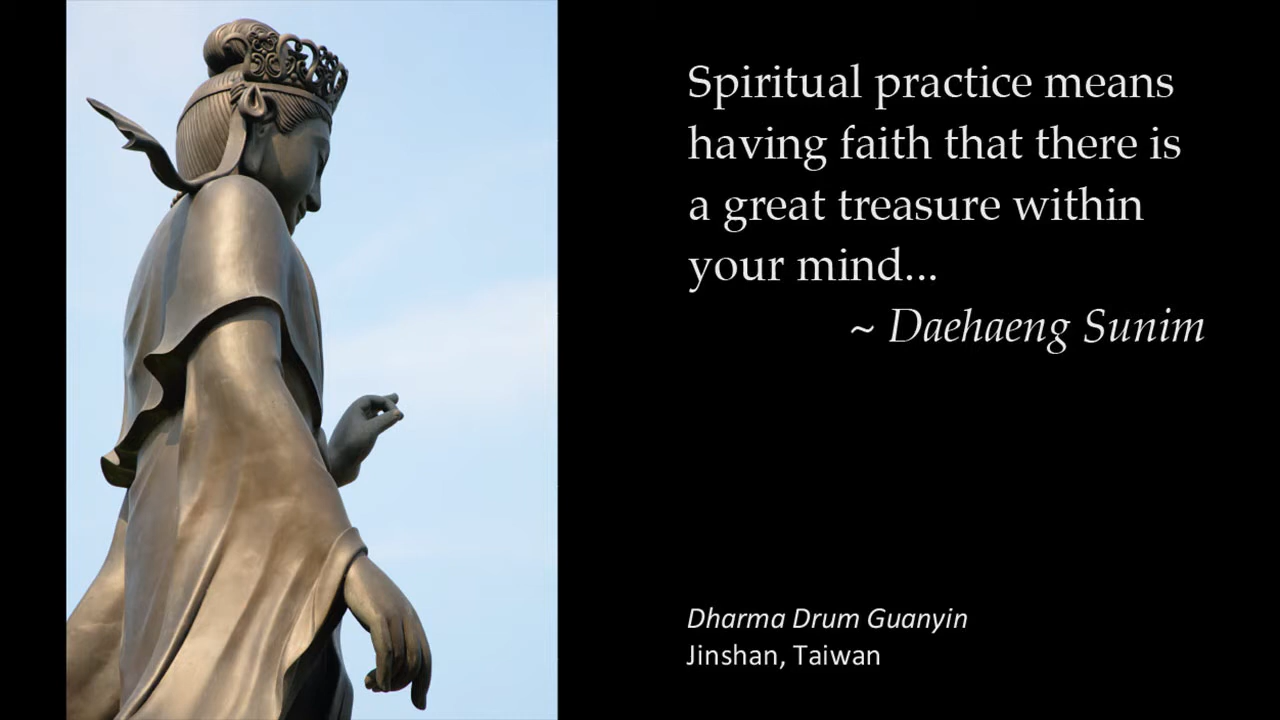 Spiritual practice means
having faith that there is
a great treasure within
your mind...
~ Daehaeng Sunim
Dharma Drum Guanyin
Jinshan, Taiwan